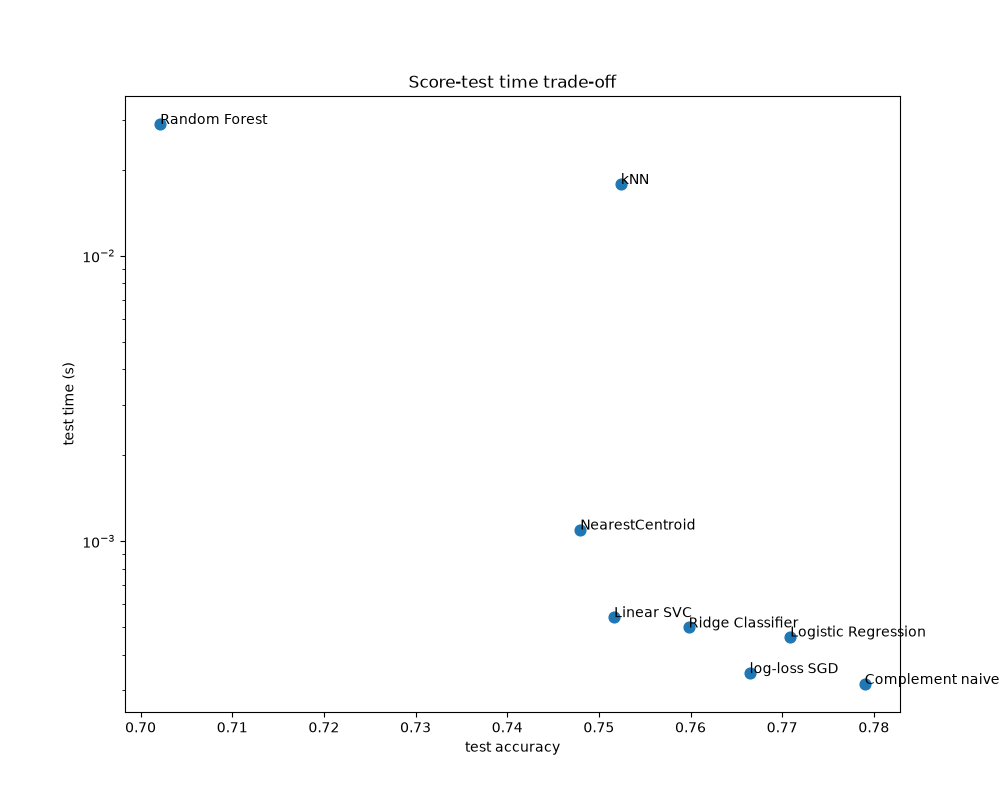 Score-test time trade-off
Random Forest
kNN
10⁻²
test time (s)
NearestCentroid
10⁻³
Linear SVC
Ridge Classifier
Logistic Regression
log-loss SGD
Complement naive
0.70 0.71 0.72 0.73 0.74 0.75 0.76 0.77 0.78
test accuracy